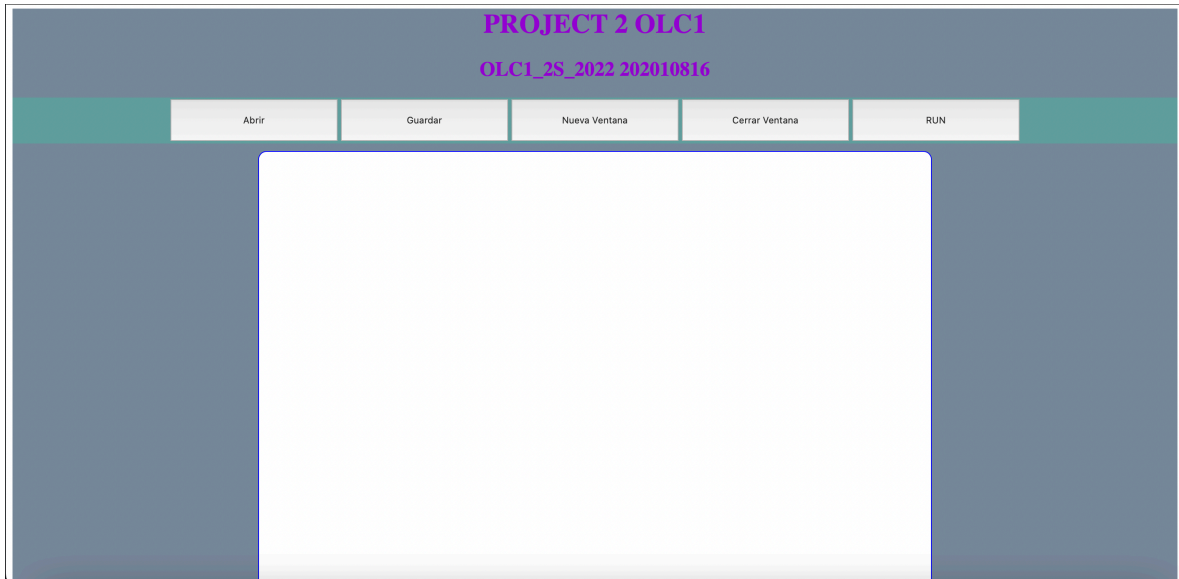 PROJECT 2 OLC1
OLC1_2S_2022 202010816
Abrir Guardar Nueva Ventana Cerrar Ventana RUN